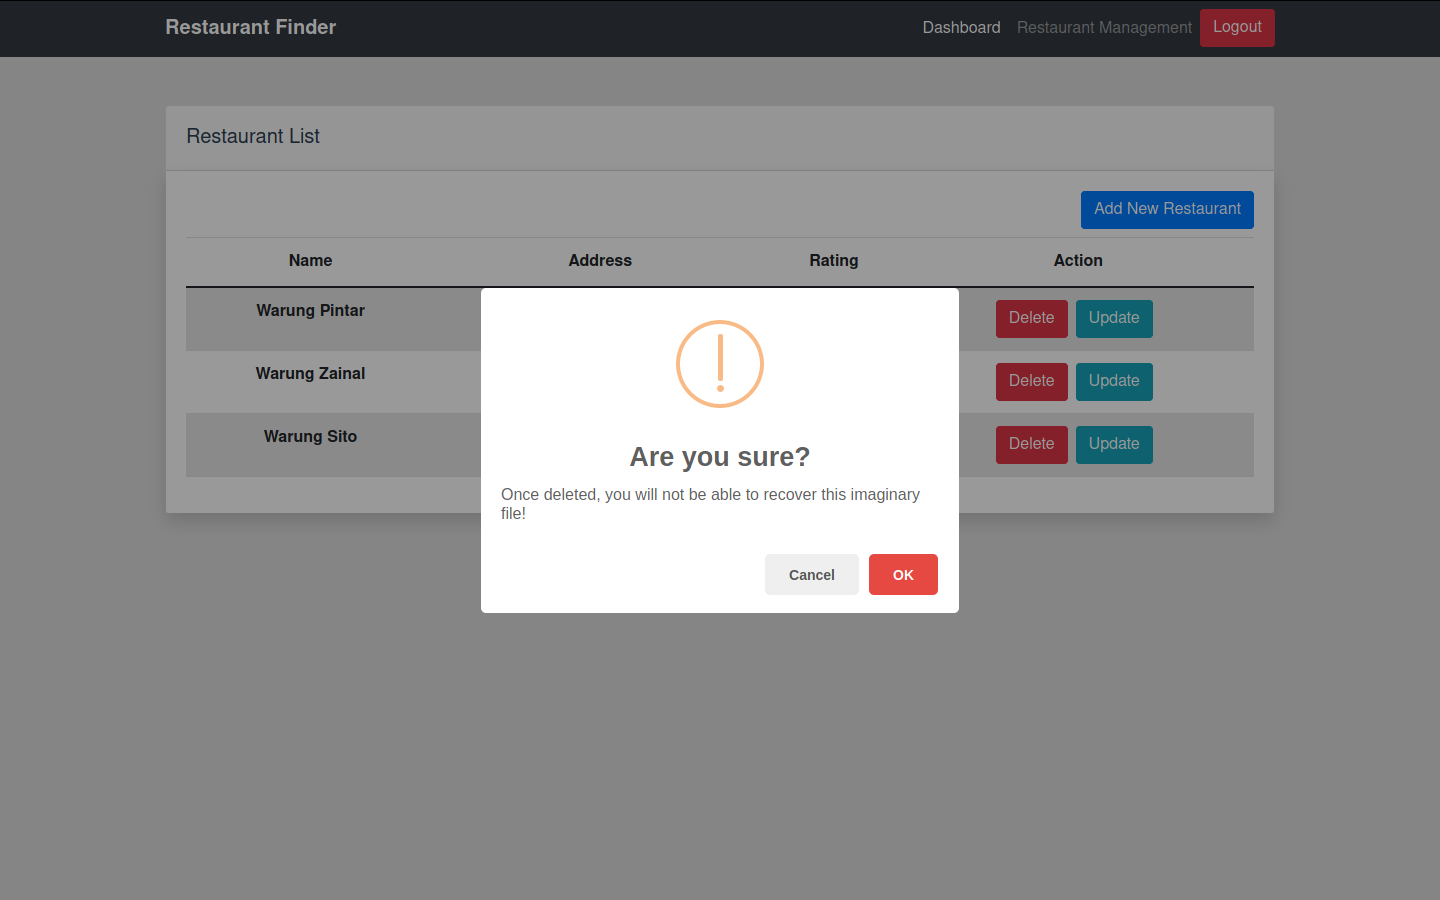 Restaurant Finder
Dashboard Restaurant Management Logout
Restaurant List
Add New Restaurant
Name Address Rating Action
Warung Pintar Delete Update
Warung Zainal Delete Update
Warung Sito Delete Update
Are you sure?
Once deleted, you will not be able to recover this imaginary
file!
Cancel OK